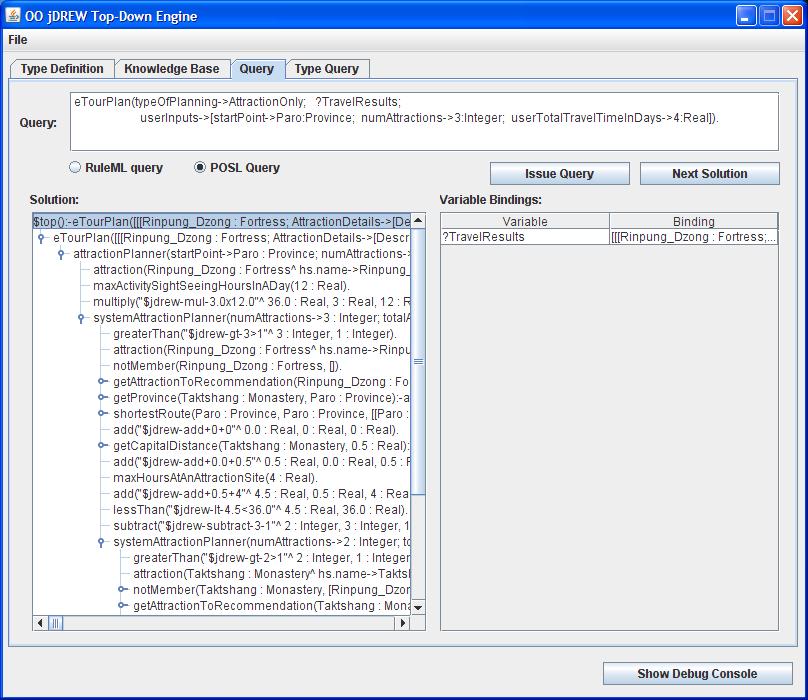 OO jDREW Top-Down Engine
File
Type Definition Knowledge Base Query Type Query
Query:
eTourPlan(typeOfPlanning->AttractionOnly; ?TravelResults;
userInputs->[startPoint->Paro:Province; numAttractions->3:Integer; userTotalTravelTimeInDays->4:Real]).
RuleML query POSL Query
Issue Query Next Solution
Solution:
$top():-eTourPlan([[[Rinpung_Dzong : Fortress; AttractionDetails->[De
eTourPlan([[[Rinpung_Dzong : Fortress; AttractionDetails->[Descr
attractionPlanner(startPoint->Paro : Province; numAttractions->
attraction(Rinpung_Dzong : Fortress^ hs.name->Rinpung_
maxActivitySightSeeingHoursInADay(12 : Real).
multiply("$jdrew-mul-3.0x12.0"^ 36.0 : Real, 3 : Real, 12 : R
systemAttractionPlanner(numAttractions->3 : Integer; totalA
greaterThan("$jdrew-gt-3>1"^ 3 : Integer, 1 : Integer).
attraction(Rinpung_Dzong : Fortress^ hs.name->Rinpu
notMember(Rinpung_Dzong : Fortress, []).
getAttractionToRecommendation(Rinpung_Dzong : Fo
getProvince(Taktshang : Monastery, Paro : Province):-a
shortestRoute(Paro : Province, Paro : Province, [[Paro :
add("$jdrew-add+0+0"^ 0.0 : Real, 0 : Real, 0 : Real).
getCapitalDistance(Taktshang : Monastery, 0.5 : Real):
add("$jdrew-add+0.0+0.5"^ 0.5 : Real, 0.0 : Real, 0.5 : F
maxHoursAtAnAttractionSite(4 : Real).
add("$jdrew-add+0.5+4"^ 4.5 : Real, 0.5 : Real, 4 : Rea
lessThan("$jdrew-lt-4.5<36.0"^ 4.5 : Real, 36.0 : Real).
subtract("$jdrew-subtract-3-1"^ 2 : Integer, 3 : Integer, 1
systemAttractionPlanner(numAttractions->2 : Integer; to
greaterThan("$jdrew-gt-2>1"^ 2 : Integer, 1 : Integer
attraction(Taktshang : Monastery^ hs.name->Taktsl
notMember(Taktshang : Monastery, [Rinpung_Dzor
getAttractionToRecommendation(Taktshang : Mona
Variable Bindings:
Variable Binding
?TravelResults [[[Rinpung_Dzong : Fortress;...
Show Debug Console